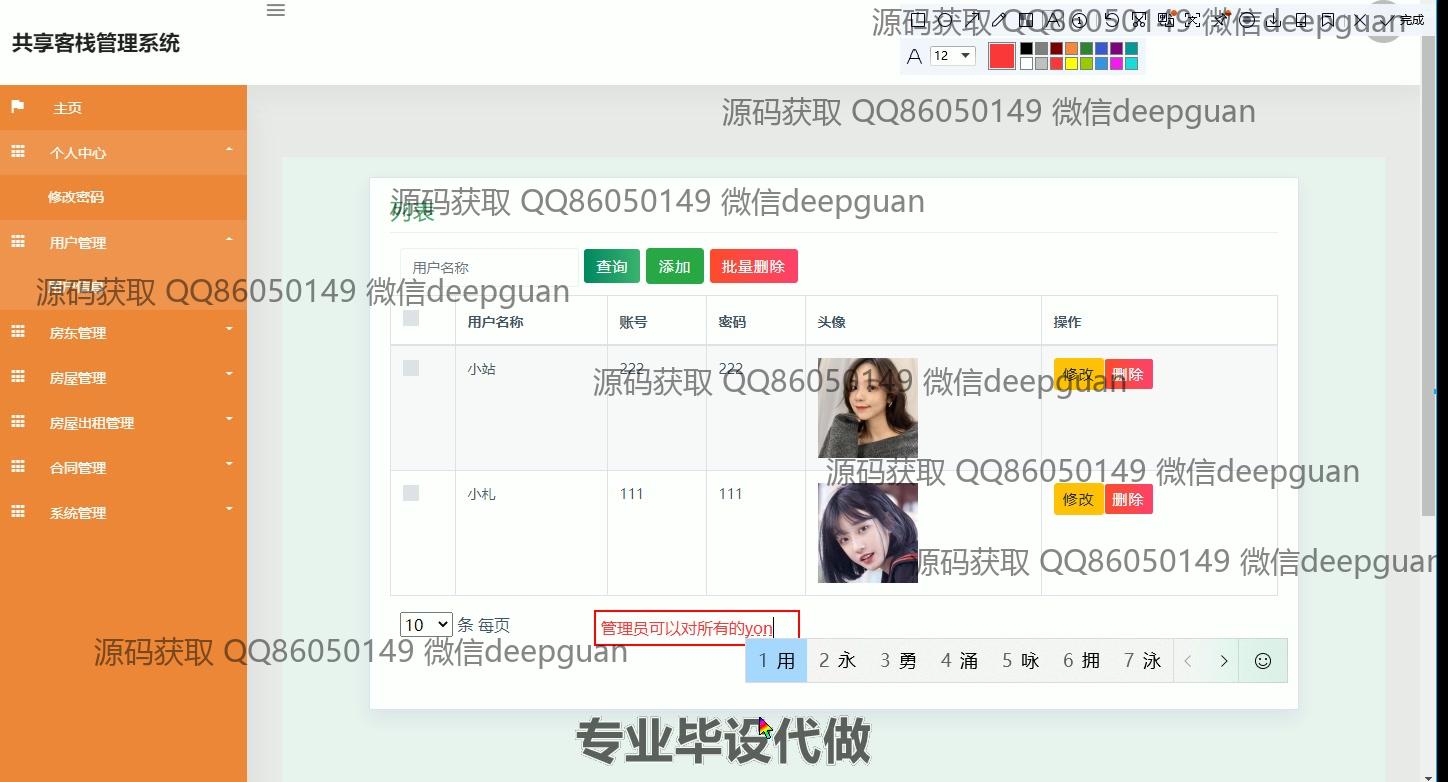 共享客栈管理系统
源码获取 QQ86050149 微信deepguan
完成
A 12
主页
个人中心
修改密码
用户管理
用户信息
房东管理
房屋管理
房屋出租管理
合同管理
系统管理
源码获取 QQ86050149 微信deepguan
源码获取 QQ86050149 微信deepguan
列表
用户名称 查询 添加 批量删除
源码获取 QQ86050149 微信deepguan
用户名称 账号 密码 头像 操作
小站 222 222 修改 删除
源码获取 QQ86050149 微信deepguan
源码获取 QQ86050149 微信deepguan
小札 111 111 修改 删除
源码获取 QQ86050149 微信deepguan
10 条 每页
管理员可以对所有的yon
源码获取 QQ86050149 微信deepguan
1 用 2 永 3 勇 4 涌 5 咏 6 拥 7 泳
专业毕设代做